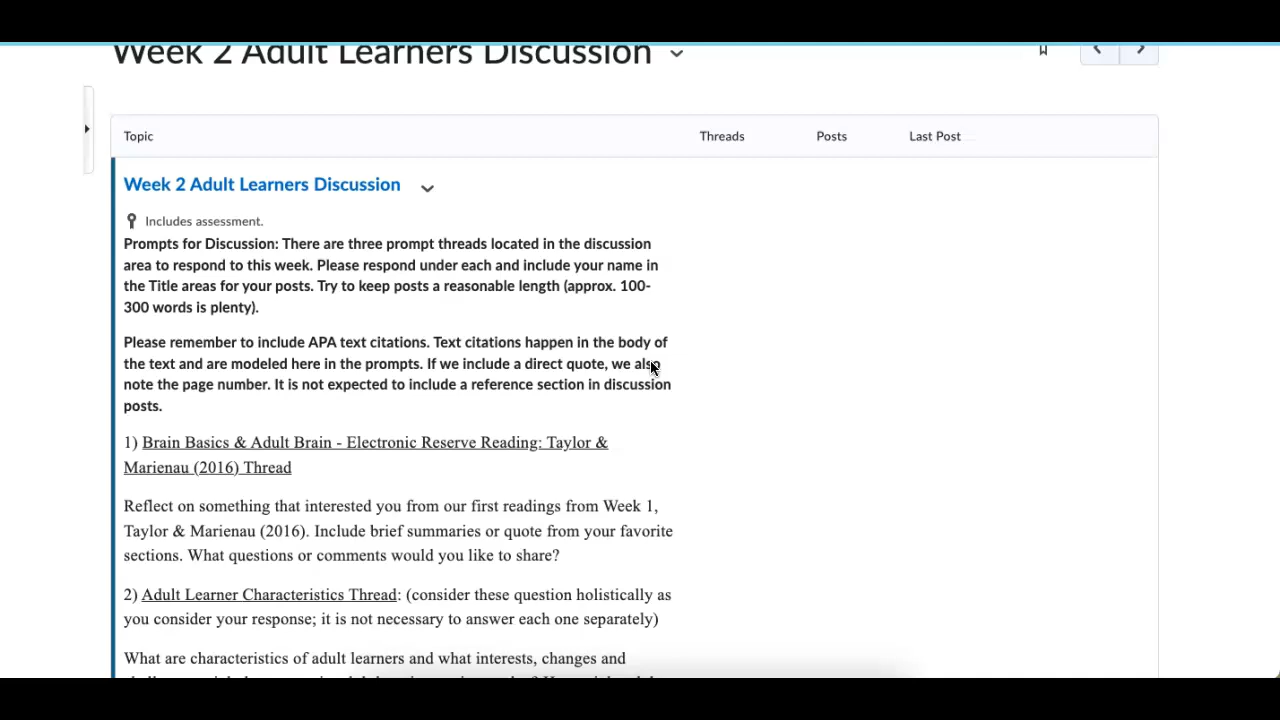 Week 2 Adult Learners Discussion
Topic Threads Posts Last Post
Week 2 Adult Learners Discussion
Includes assessment.
Prompts for Discussion: There are three prompt threads located in the discussion
area to respond to this week. Please respond under each and include your name in
the Title areas for your posts. Try to keep posts a reasonable length (approx. 100-
300 words is plenty).
Please remember to include APA text citations. Text citations happen in the body of
the text and are modeled here in the prompts. If we include a direct quote, we also
note the page number. It is not expected to include a reference section in discussion
posts.
1) Brain Basics & Adult Brain - Electronic Reserve Reading: Taylor &
Marienau (2016) Thread
Reflect on something that interested you from our first readings from Week 1,
Taylor & Marienau (2016). Include brief summaries or quote from your favorite
sections. What questions or comments would you like to share?
2) Adult Learner Characteristics Thread: (consider these question holistically as
you consider your response; it is not necessary to answer each one separately)
What are characteristics of adult learners and what interests, changes and